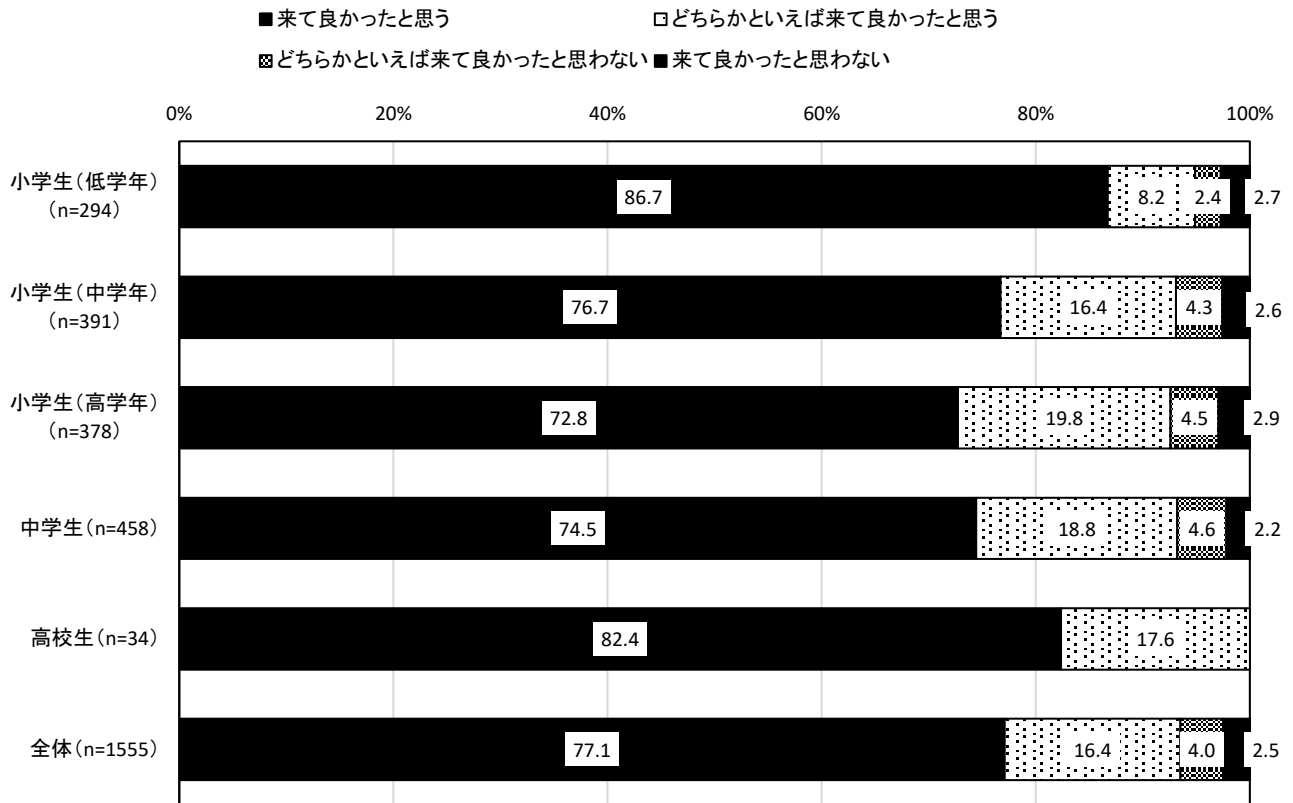 ■来て良かったと思う □どちらかといえば来て良かったと思う
▩どちらかといえば来て良かったと思わない ■来て良かったと思わない
0% 20% 40% 60% 80% 100%
小学生(低学年)
(n=294)
86.7 8.2 2.4 2.7
小学生(中学年)
(n=391)
76.7 16.4 4.3 2.6
小学生(高学年)
(n=378)
72.8 19.8 4.5 2.9
中学生(n=458) 74.5 18.8 4.6 2.2
高校生(n=34) 82.4 17.6
全体(n=1555) 77.1 16.4 4.0 2.5